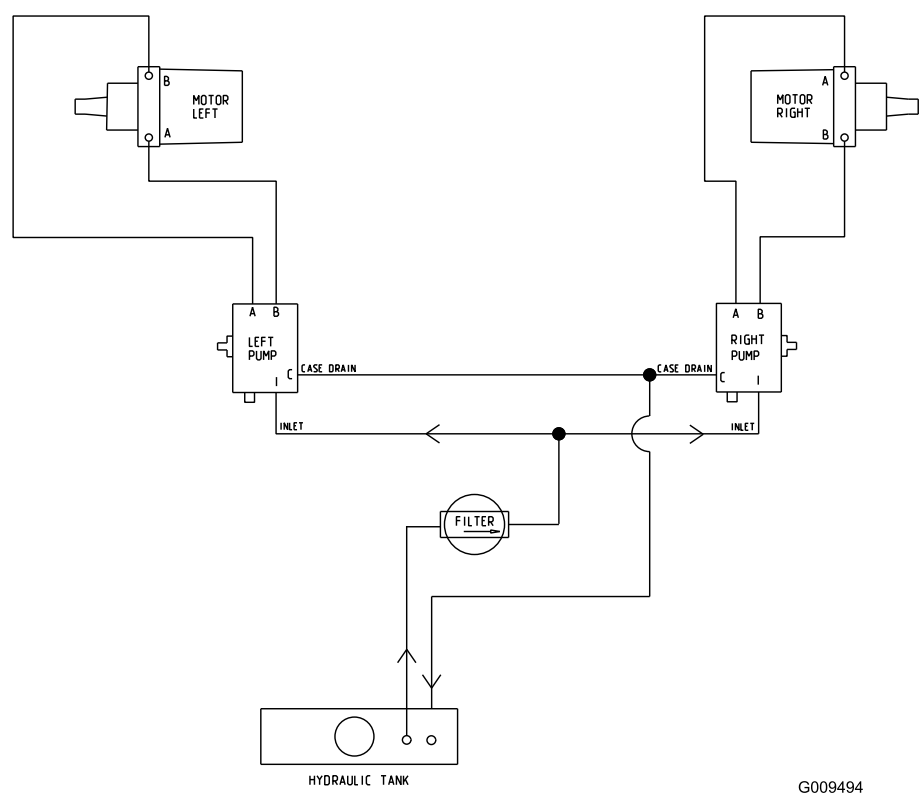 B
MOTOR
LEFT
A
A
MOTOR
RIGHT
B
A B
LEFT
PUMP
C
I
CASE DRAIN
INLET
A B
RIGHT
PUMP
C
I
CASE DRAIN
INLET
FILTER
HYDRAULIC TANK
G009494